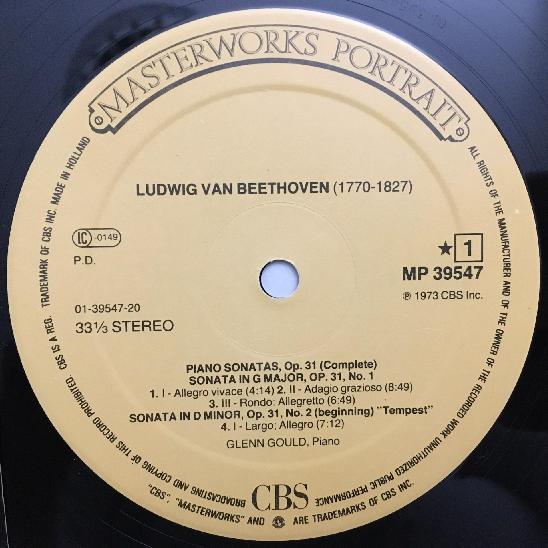 MASTERWORKS PORTRAIT
LUDWIG VAN BEETHOVEN (1770-1827)
LC -0149
P.D.
★ 1
MP 39547
℗ 1973 CBS Inc.
01-39547-20
33⅓ STEREO
PIANO SONATAS, Op. 31 (Complete)
SONATA IN G MAJOR, OP. 31, No. 1
1. I - Allegro vivace (4:14) 2. II - Adagio grazioso (8:49)
3. III - Rondo: Allegretto (6:49)
SONATA IN D MINOR, Op. 31, No. 2 (beginning) "Tempest"
4. I - Largo; Allegro (7:12)
GLENN GOULD, Piano
CBS
ALL RIGHTS OF THE MANUFACTURER AND OF THE OWNER OF THE RECORDED WORK UNAUTHORIZED PUBLIC PERFORMANCE BROADCASTING AND COPYING OF THIS RECORD PROHIBITED. CBS IS A REG. TRADEMARK OF CBS INC. MADE IN HOLLAND
"CBS", "MASTERWORKS" AND ARE TRADEMARKS OF CBS INC.